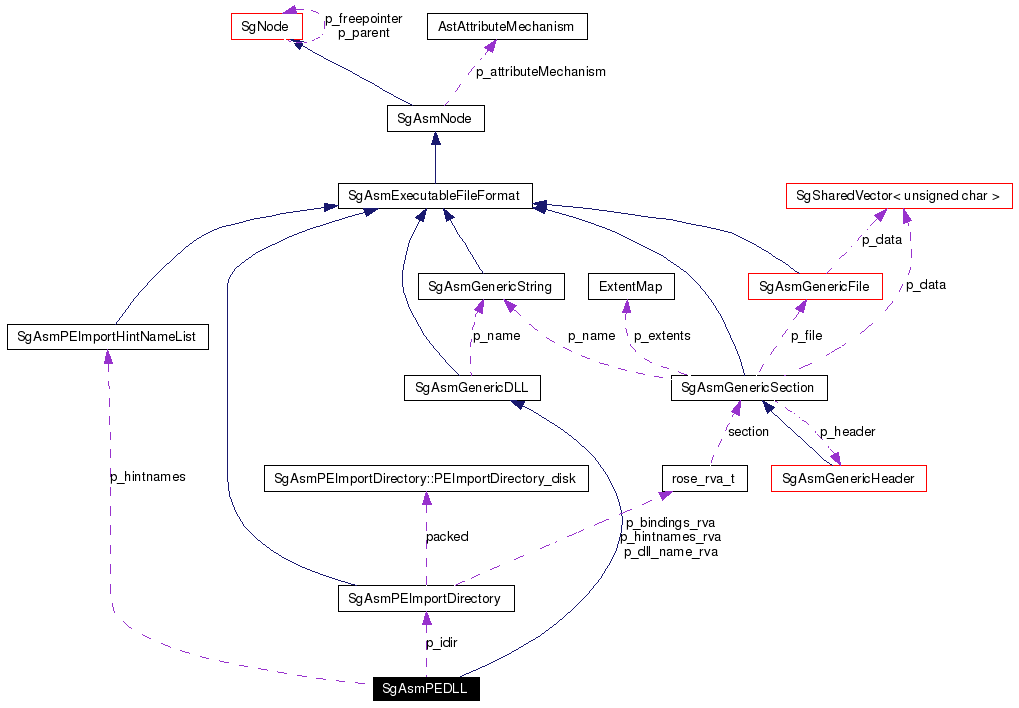 SgNode
p_freepointer
p_parent
AstAttributeMechanism
p_attributeMechanism
SgAsmNode
SgAsmExecutableFileFormat
SgSharedVector< unsigned char >
p_data
SgAsmGenericString
ExtentMap
SgAsmGenericFile
p_data
SgAsmPEImportHintNameList
p_name
p_name
p_extents
p_file
SgAsmGenericDLL
SgAsmGenericSection
section
p_header
p_hintnames
SgAsmPEImportDirectory::PEImportDirectory_disk
rose_rva_t
SgAsmGenericHeader
packed
p_bindings_rva
p_hintnames_rva
p_dll_name_rva
SgAsmPEImportDirectory
p_idir
SgAsmPEDLL